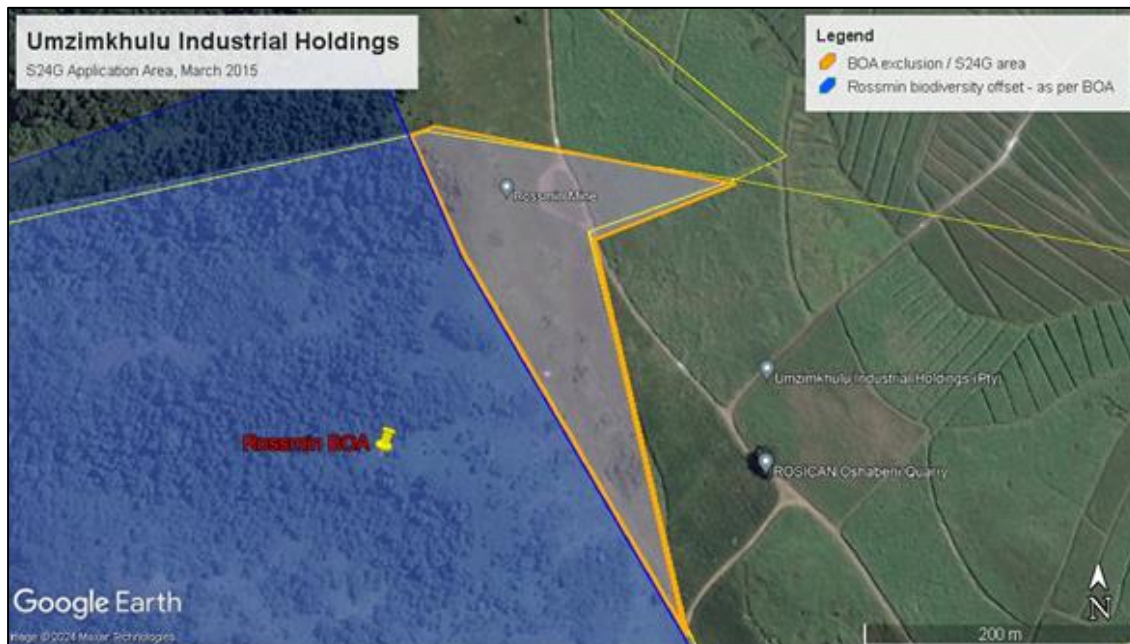 Umzimkhulu Industrial Holdings
S24G Application Area, March 2015
Legend
BOA exclusion / S24G area
Rossmin biodiversity offset - as per BOA
Rossmin Mine
Umzimkhulu Industrial Holdings (Pty)
Rossmin BOA
ROSICAN Oshabeni Quarry
Google Earth
Image © 2024 Maxar Technologies
N
200 m